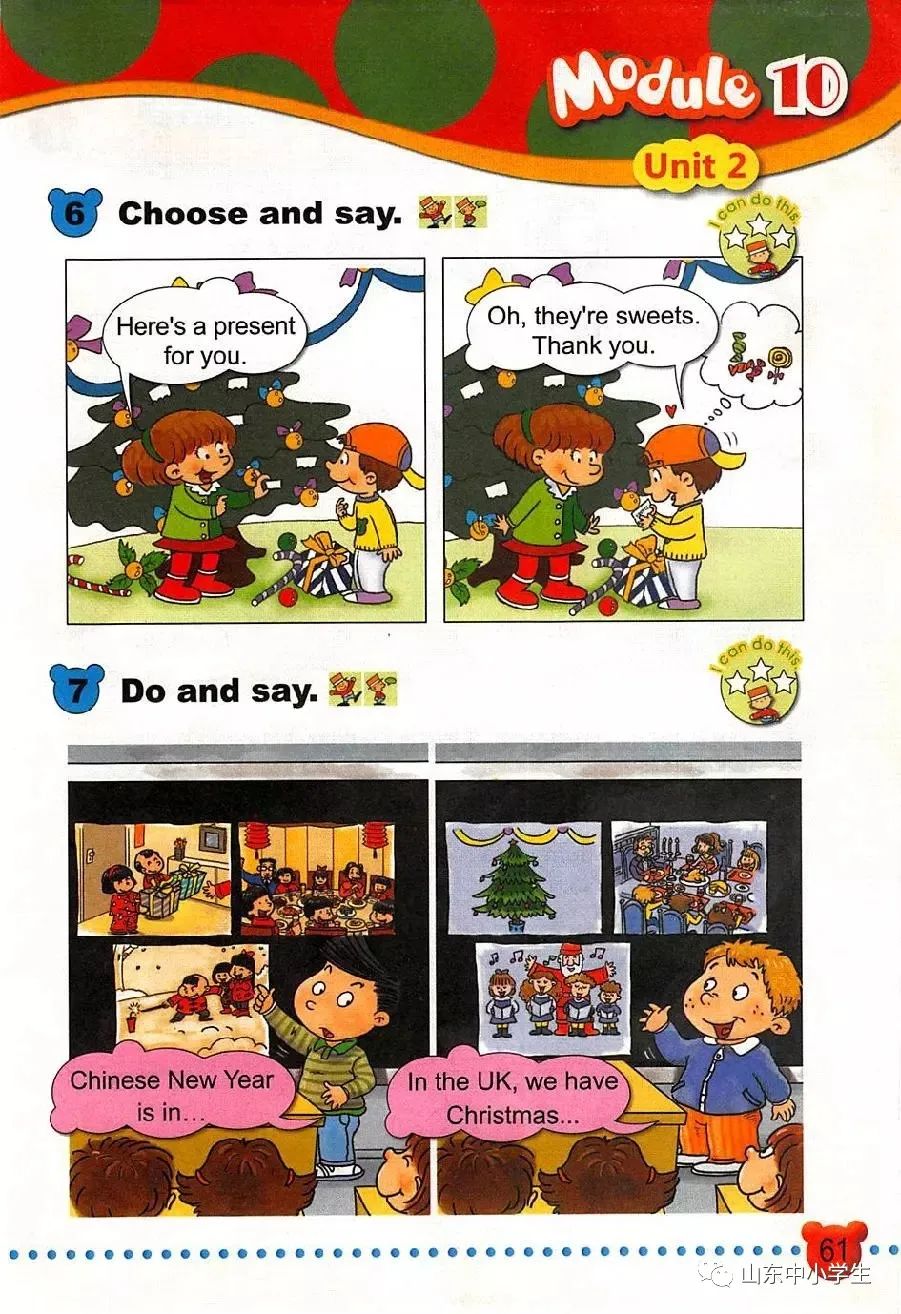 Module 10
Unit 2
6 Choose and say.
I can do this.
Here's a present
for you.
Oh, they're sweets.
Thank you.
7 Do and say.
I can do this.
Chinese New Year
is in...
In the UK, we have
Christmas...
61
山东中小学生